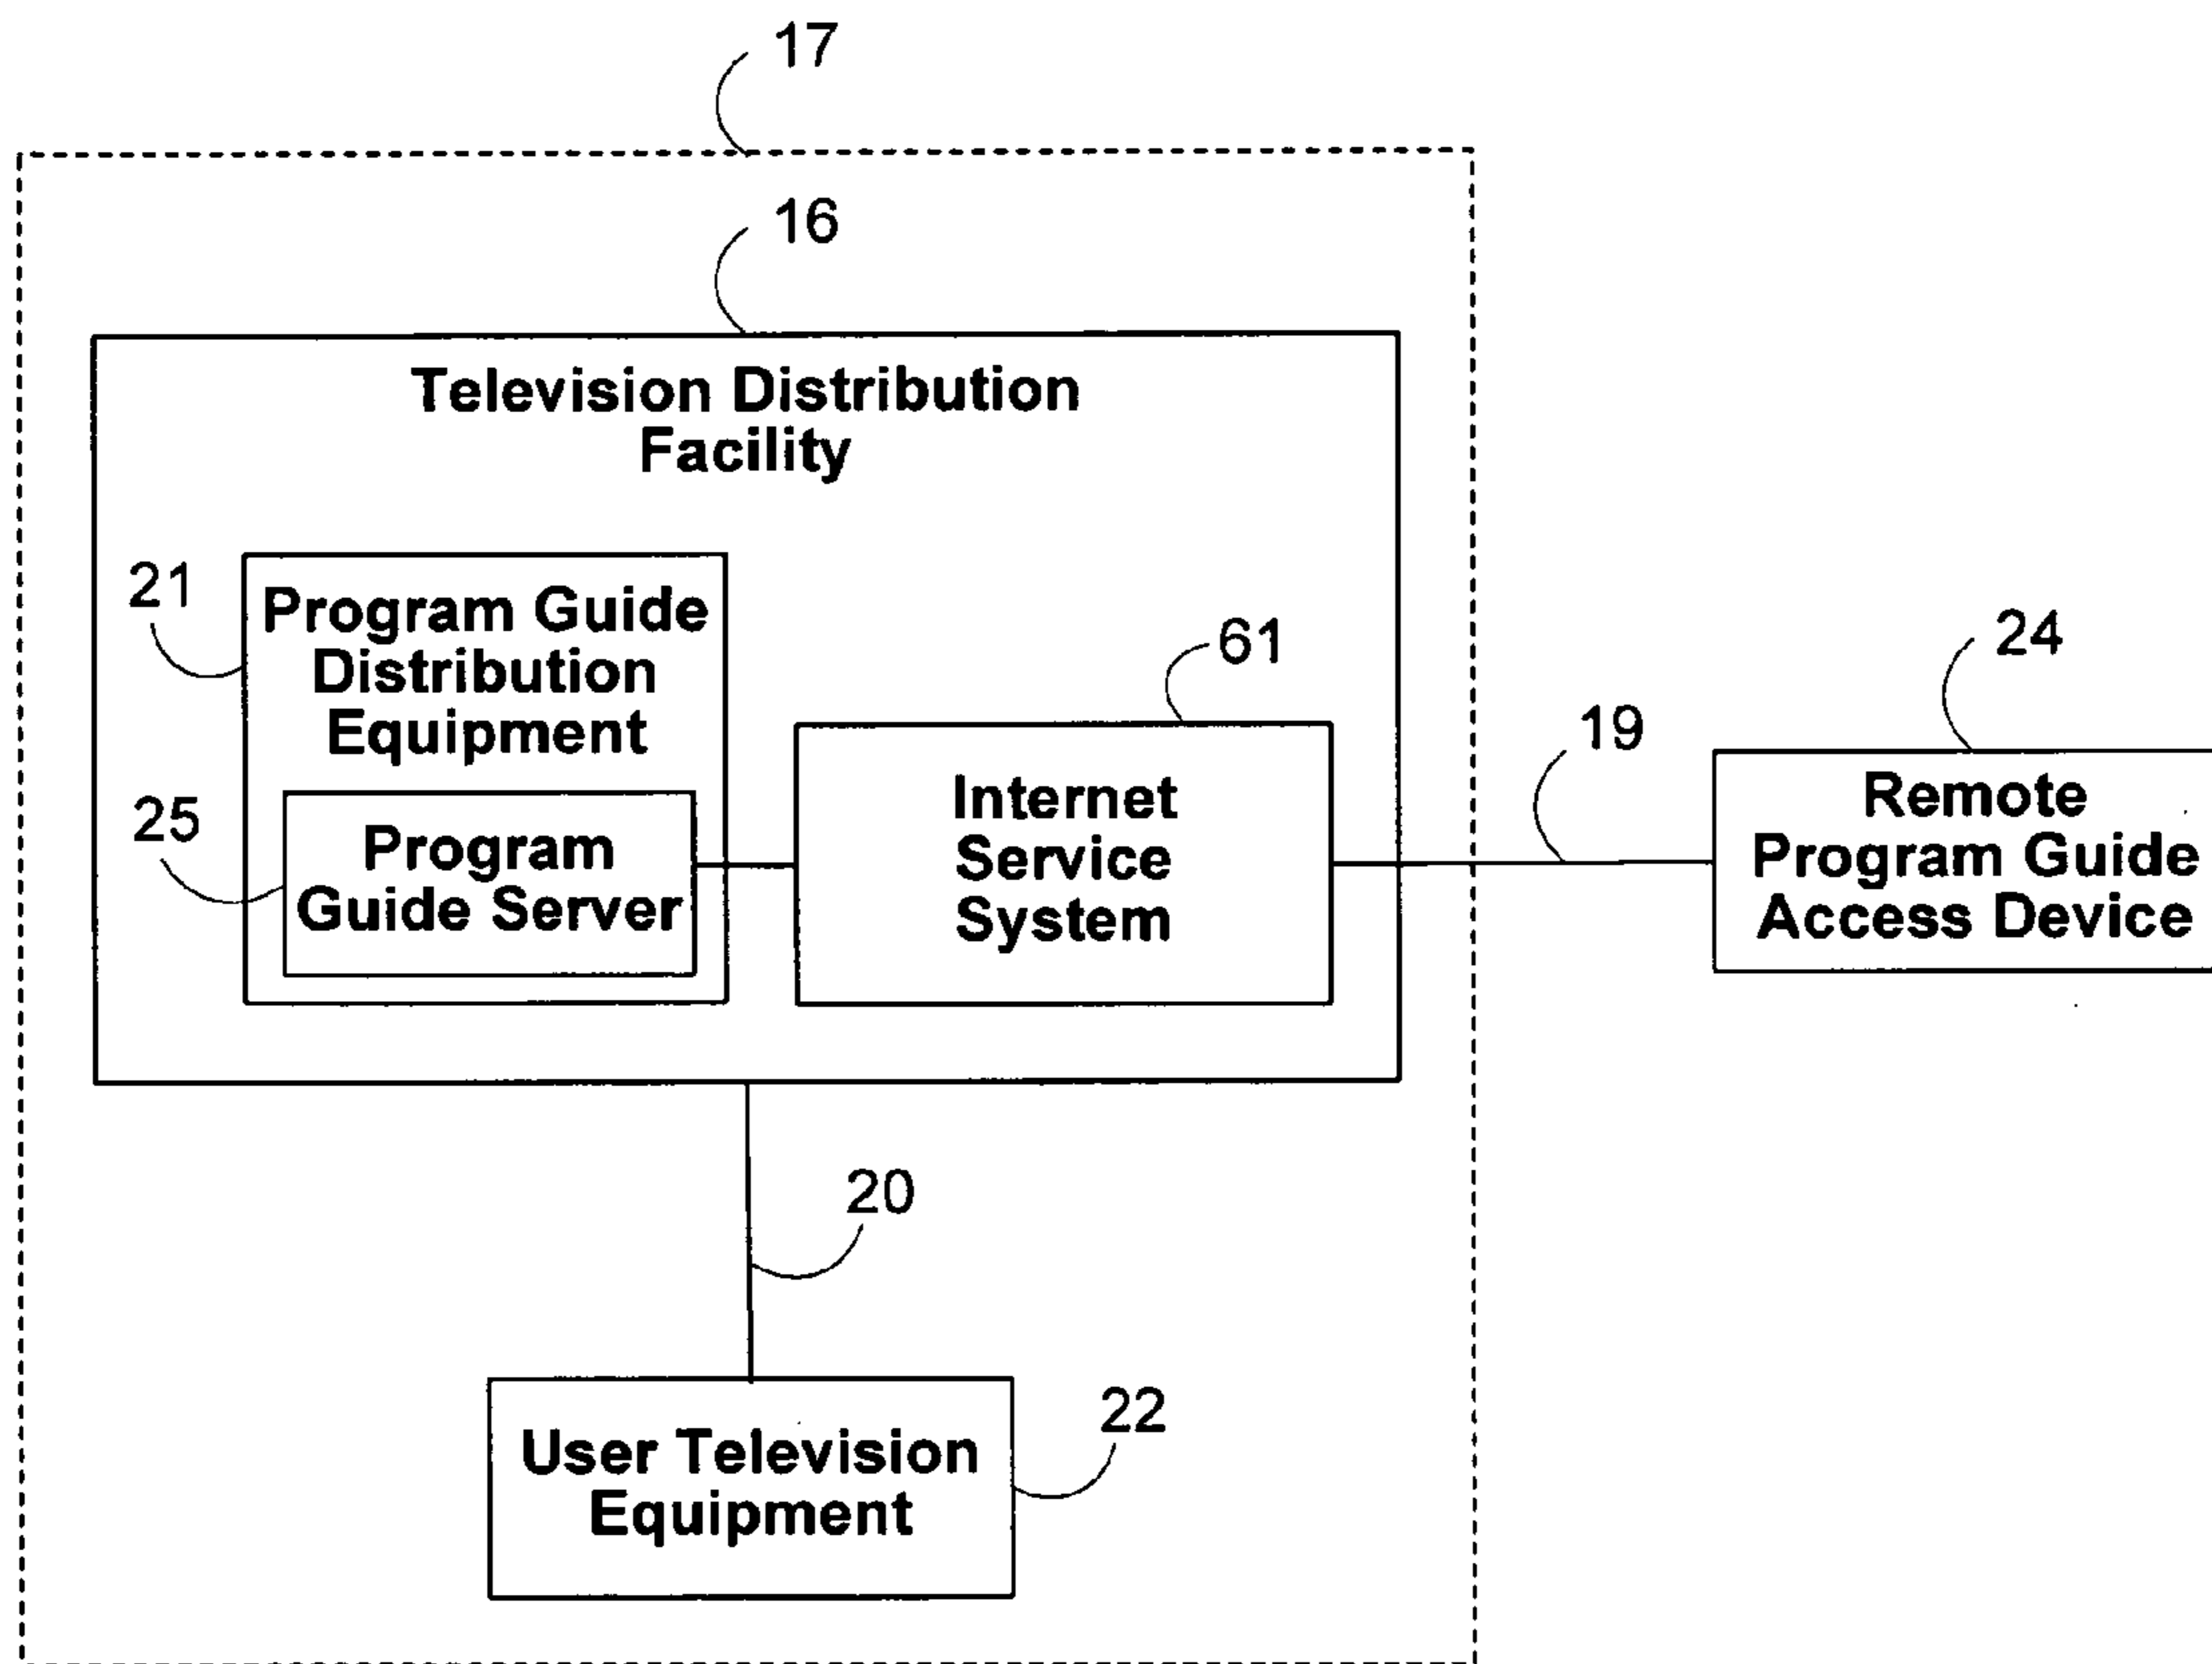 17
16
Television Distribution
Facility
21
Program Guide
Distribution
Equipment
25
Program
Guide Server
61
Internet
Service
System
19
24
Remote
Program Guide
Access Device
20
User Television
Equipment
22